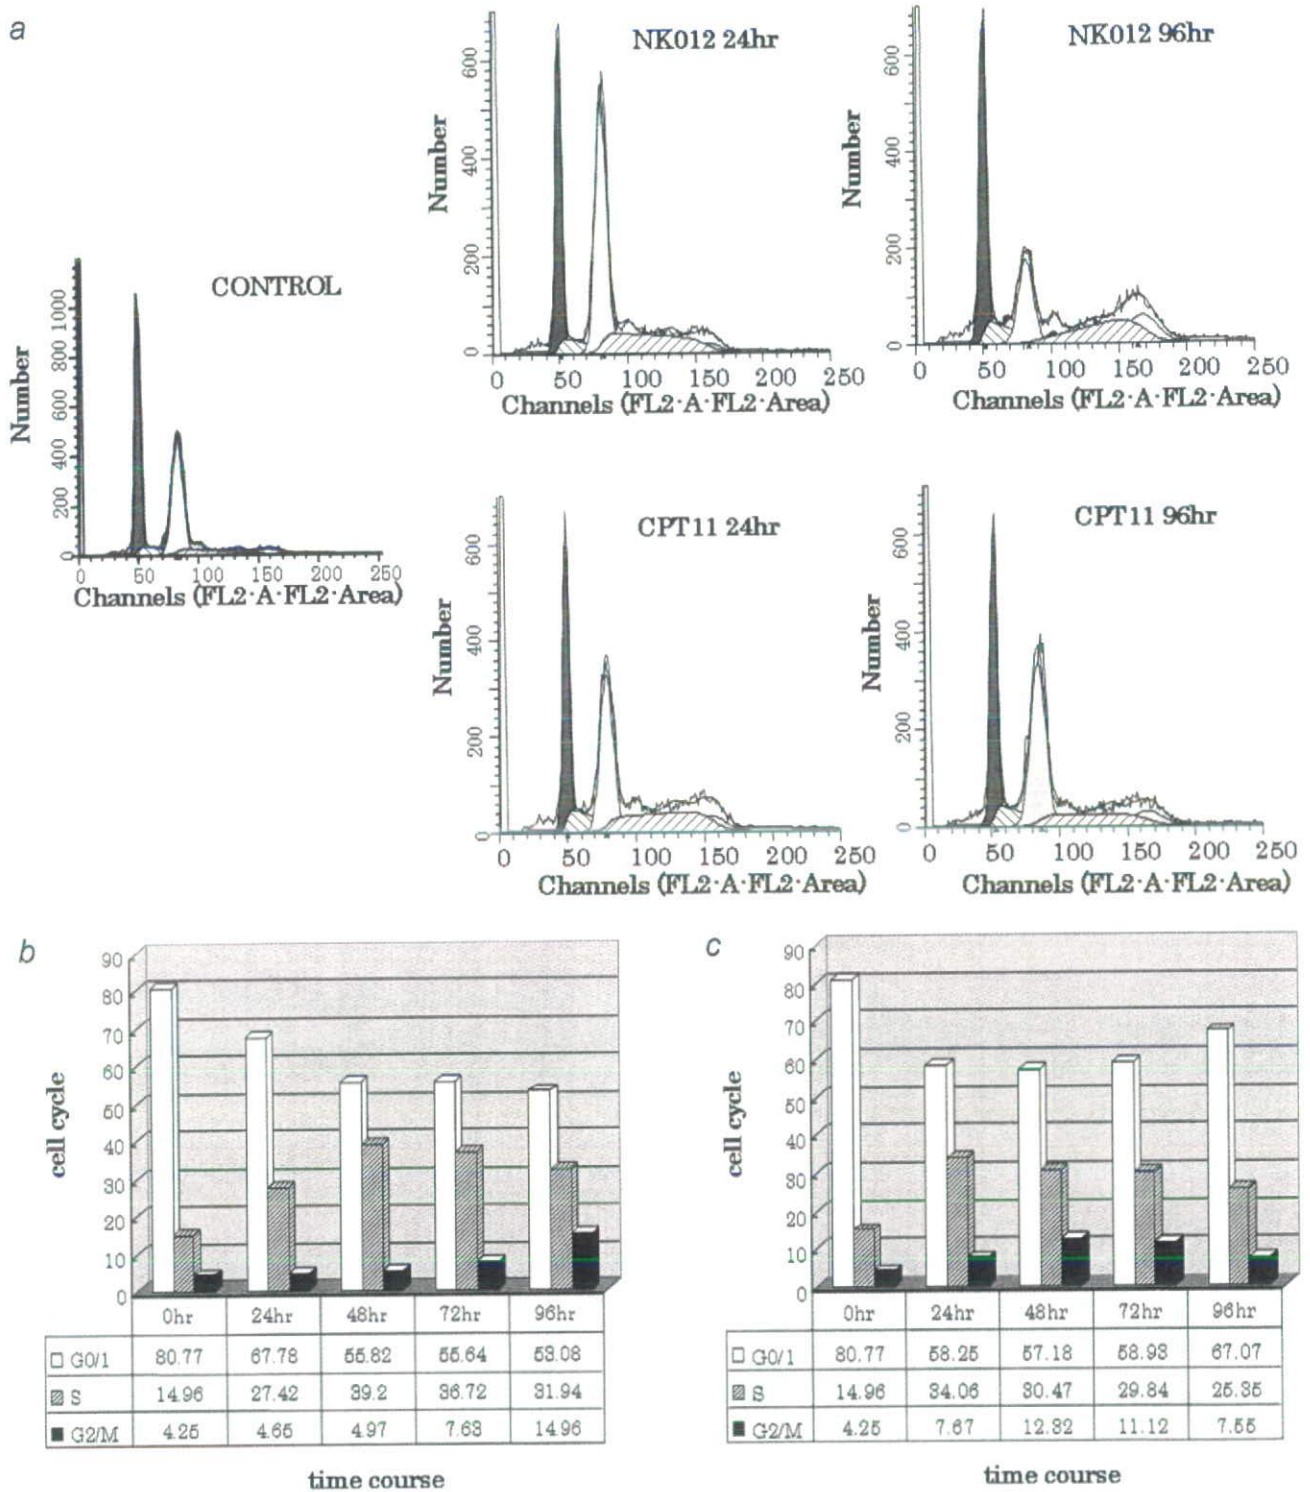 a
CONTROL
Number
1000
800
600
400
200
0
0 50 100 150 200 250
Channels (FL2·A·FL2·Area)
NK012 24hr
Number
600
400
200
0
0 50 100 150 200 250
Channels (FL2·A·FL2·Area)
NK012 96hr
Number
600
400
200
0
0 50 100 150 200 250
Channels (FL2·A·FL2·Area)
CPT11 24hr
Number
600
400
200
0
0 50 100 150 200 250
Channels (FL2·A·FL2·Area)
CPT11 96hr
Number
600
400
200
0
0 50 100 150 200 250
Channels (FL2·A·FL2·Area)
b
cell cycle
90
80
70
60
50
40
30
20
10
0
0hr 24hr 48hr 72hr 96hr
G0/1 80.77 67.78 55.82 55.64 53.08
S 14.96 27.42 39.2 36.72 31.94
G2/M 4.25 4.65 4.97 7.63 14.96
time course
c
cell cycle
90
80
70
60
50
40
30
20
10
0
0hr 24hr 48hr 72hr 96hr
G0/1 80.77 58.25 57.18 58.98 67.07
S 14.96 34.06 30.47 29.84 25.35
G2/M 4.25 7.67 12.32 11.12 7.55
time course